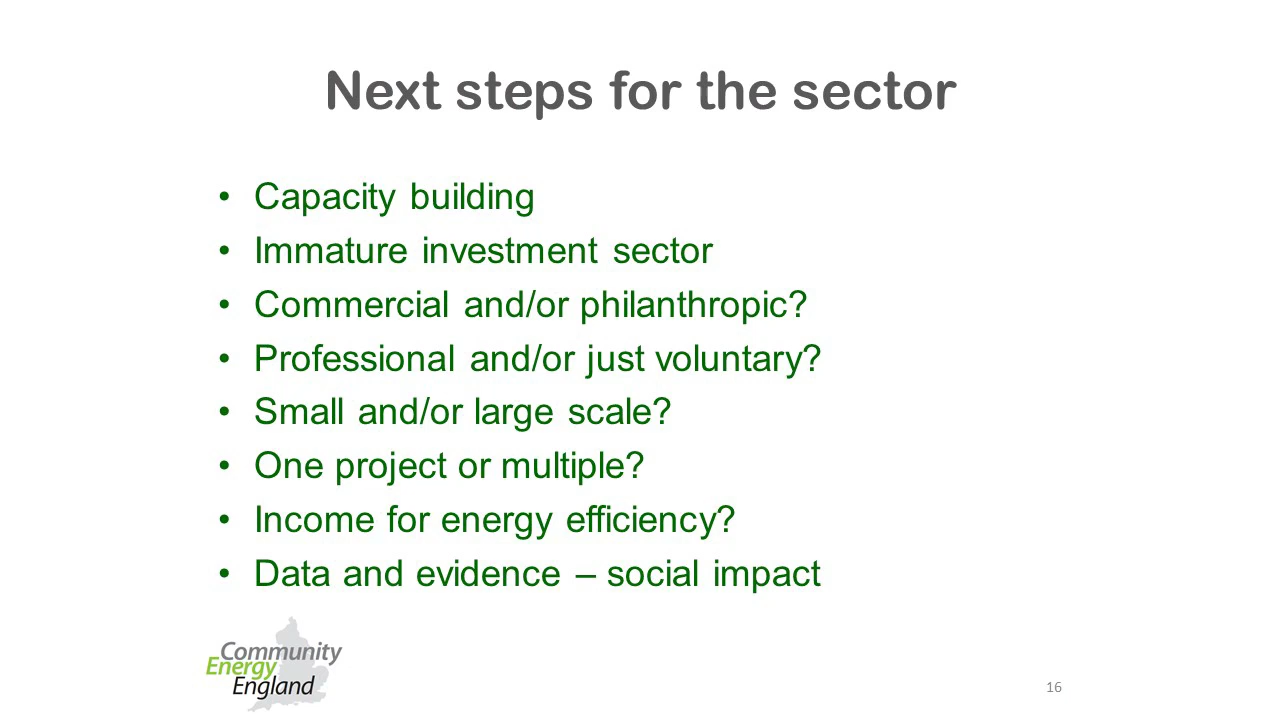 Next steps for the sector
• Capacity building
• Immature investment sector
• Commercial and/or philanthropic?
• Professional and/or just voluntary?
• Small and/or large scale?
• One project or multiple?
• Income for energy efficiency?
• Data and evidence – social impact
Community
Energy
England
16